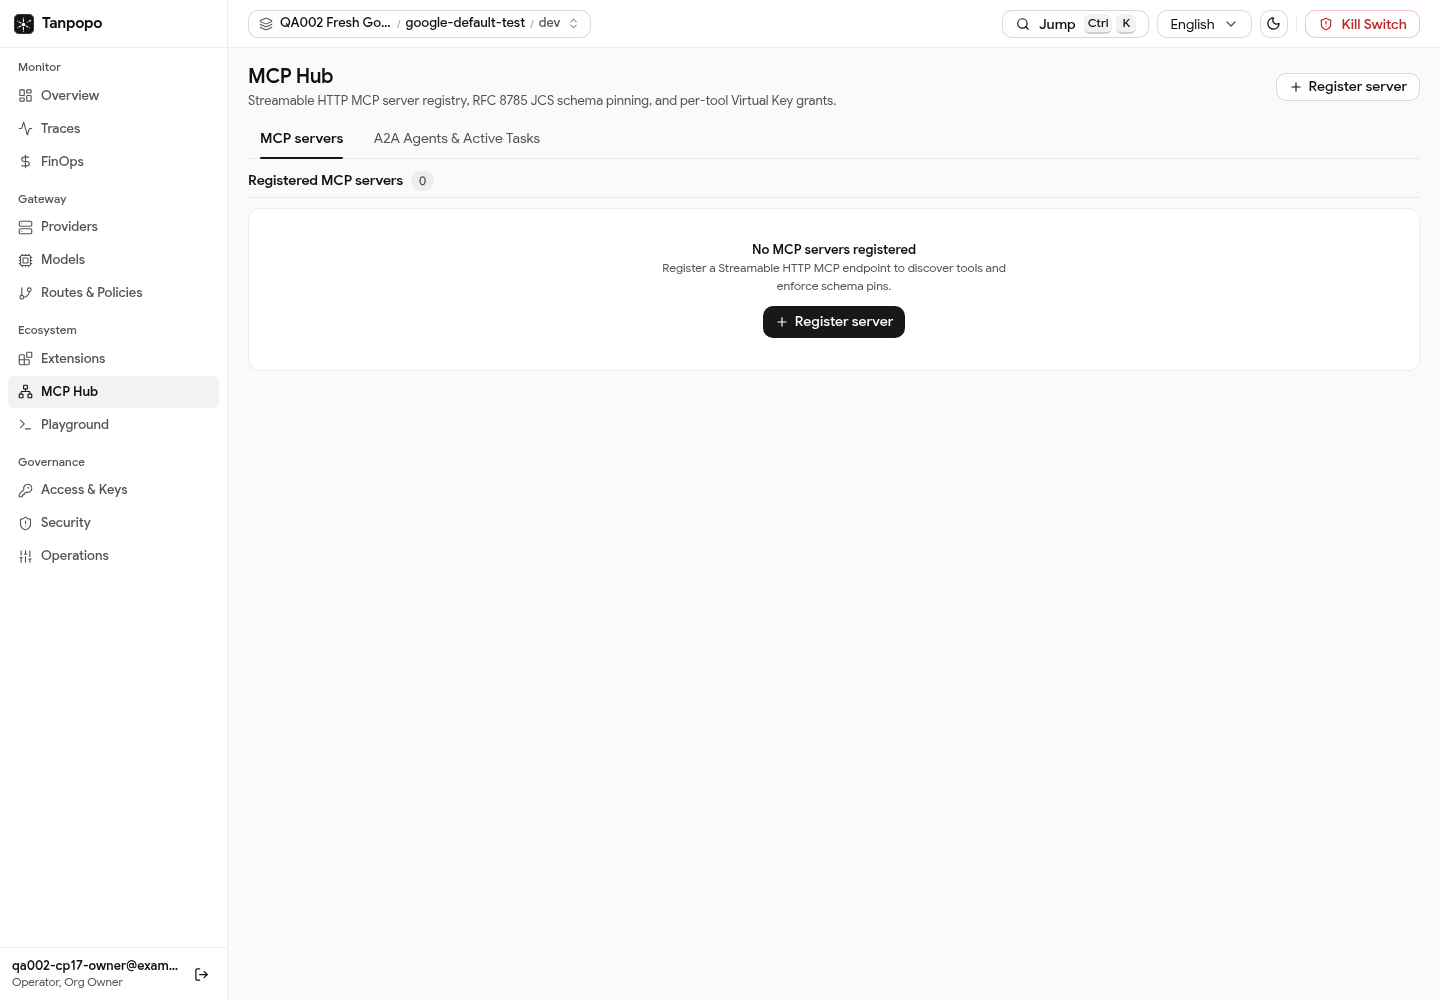 Tanpopo
QA002 Fresh Go... / google-default-test / dev
Jump Ctrl K
English
Kill Switch
Monitor
Overview
Traces
FinOps
Gateway
Providers
Models
Routes & Policies
Ecosystem
Extensions
MCP Hub
Playground
Governance
Access & Keys
Security
Operations
qa002-cp17-owner@exam...
Operator, Org Owner
MCP Hub
Streamable HTTP MCP server registry, RFC 8785 JCS schema pinning, and per-tool Virtual Key grants.
Register server
MCP servers
A2A Agents & Active Tasks
Registered MCP servers 0
No MCP servers registered
Register a Streamable HTTP MCP endpoint to discover tools and
enforce schema pins.
Register server